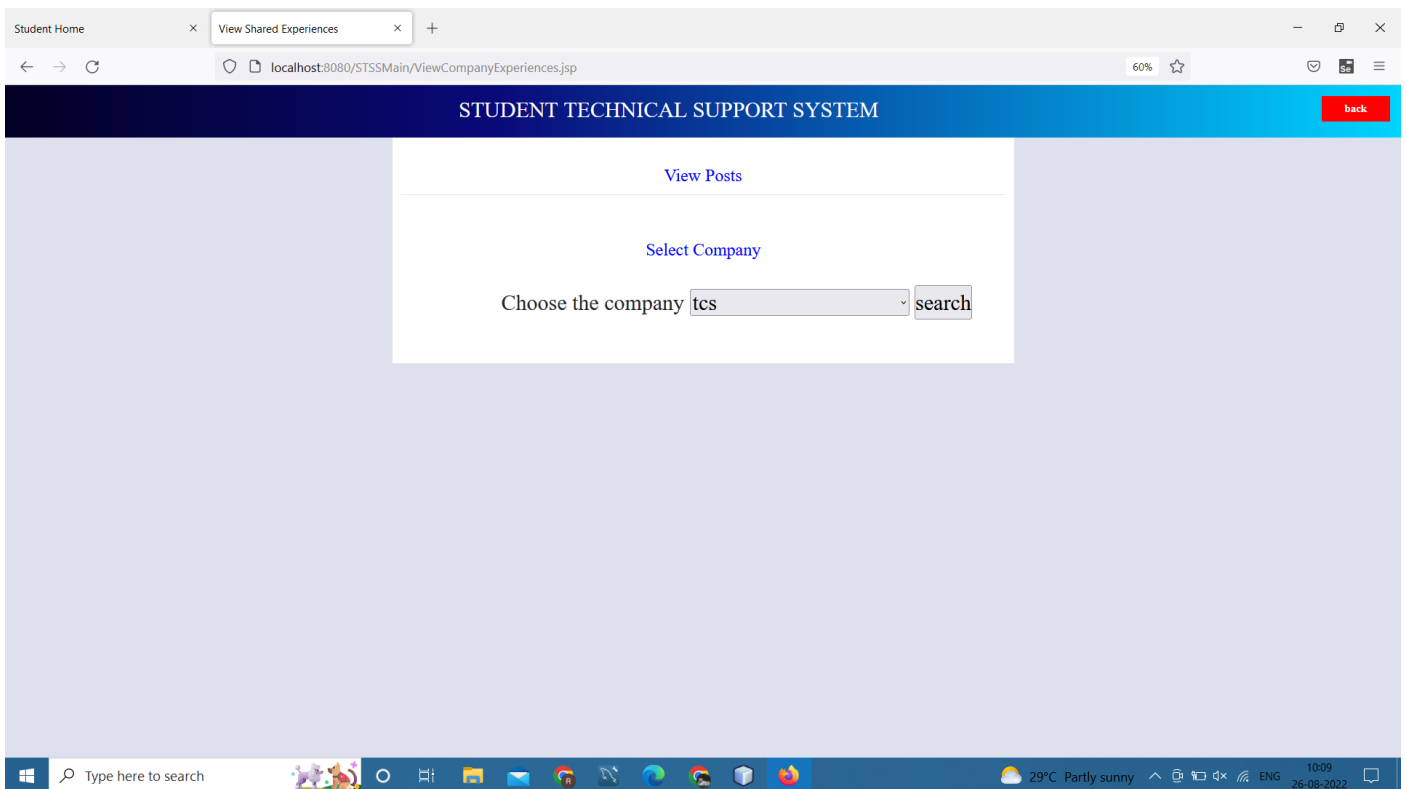 Student Home
View Shared Experiences
localhost:8080/STSSMain/ViewCompanyExperiences.jsp
60%
Se
STUDENT TECHNICAL SUPPORT SYSTEM
back
View Posts
Select Company
Choose the company tcs search
Type here to search
29°C Partly sunny
ENG
10:09
26-08-2022